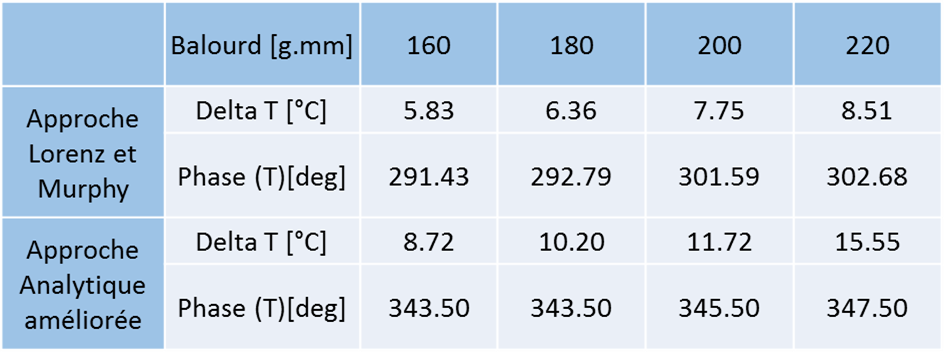 Balourd [g.mm] 160 180 200 220
Approche Lorenz et Murphy
Delta T [°C] 5.83 6.36 7.75 8.51
Phase (T)[deg] 291.43 292.79 301.59 302.68
Approche Analytique améliorée
Delta T [°C] 8.72 10.20 11.72 15.55
Phase (T)[deg] 343.50 343.50 345.50 347.50